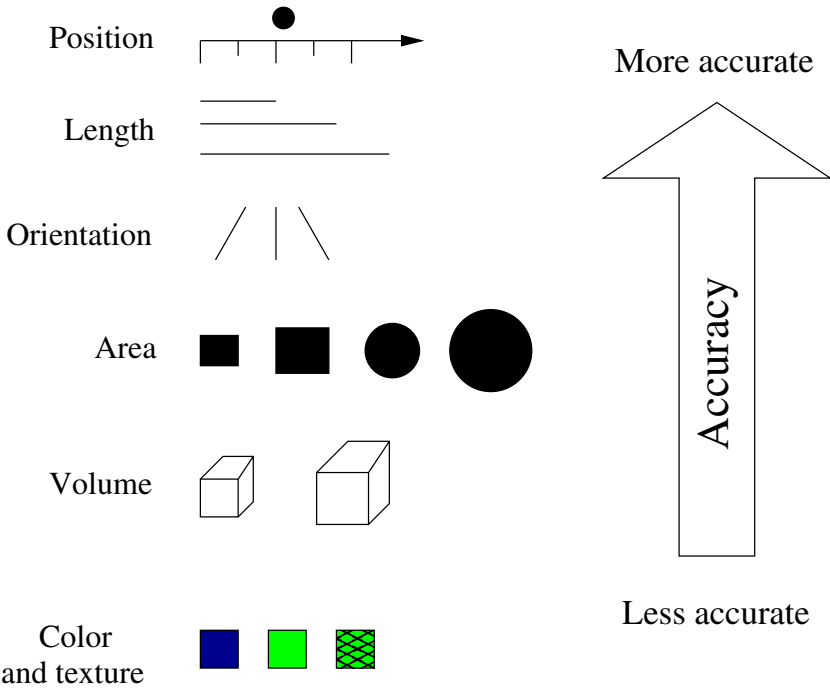 Position
More accurate
Length
Orientation
Accuracy
Area
Volume
Less accurate
Color
and texture